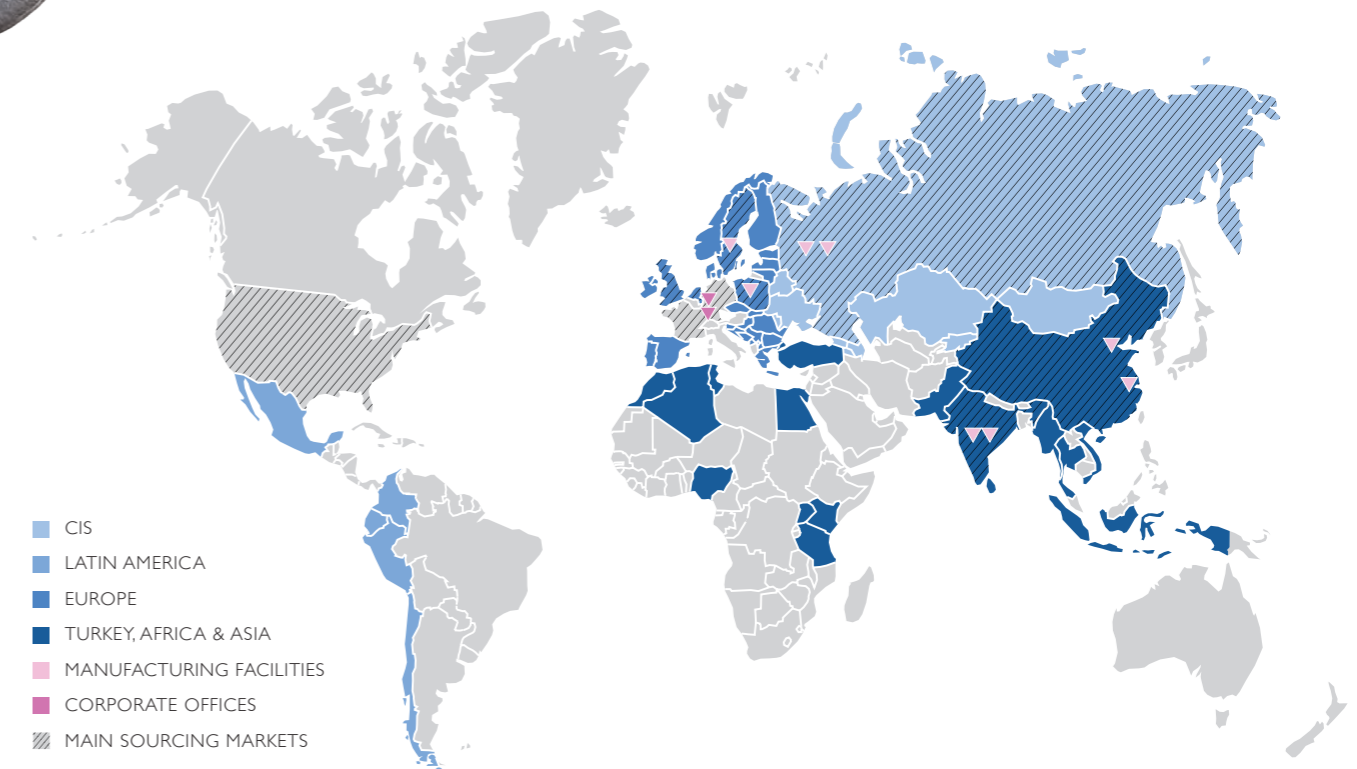 CIS
LATIN AMERICA
EUROPE
TURKEY, AFRICA & ASIA
MANUFACTURING FACILITIES
CORPORATE OFFICES
MAIN SOURCING MARKETS